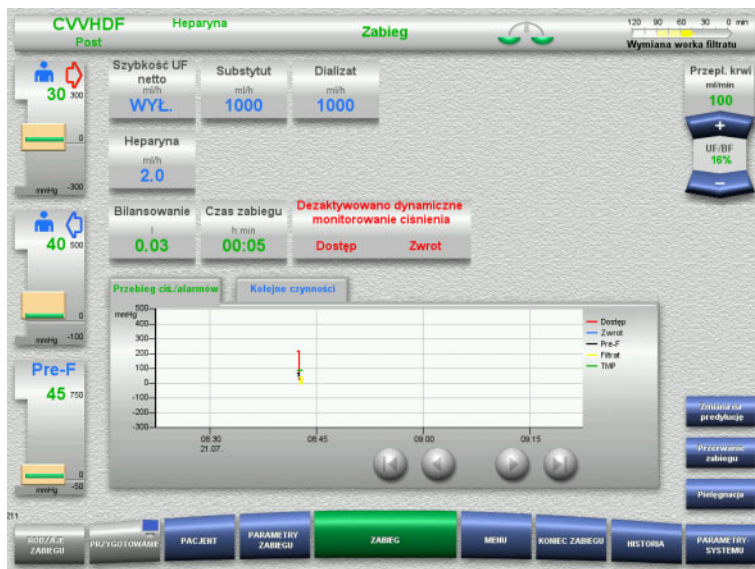 CVVHDF
Heparyna
Post
Zabieg
120 90 60 30 0 min
Wymiana worka filtratu
30 300
0
mmHg -300
Szybkość UF netto
ml/h
WYŁ.
Substytut
ml/h
1000
Dializat
ml/h
1000
Przepl. krwi
ml/min
100
+
UF/BF
16%
−
Heparyna
ml/h
2.0
40 500
0
mmHg -100
Bilansowanie
l
0.03
Czas zabiegu
h:min
00:05
Dezaktywowano dynamiczne
monitorowanie ciśnienia
Dostęp Zwrot
Przebieg ciś./alarmów
Kolejne czynności
mmHg
500
400
300
200
100
0
-100
-200
-300
08:30 08:45 09:00 09:15
21.07.
Dostęp
Zwrot
Pre-F
Filtrat
TMP
Pre-F
45 750
0
mmHg -50
Zmiana na
predylucję
Przerwanie
zabiegu
Pielęgnacja
211
RODZAJE
ZABIEGU
PRZYGOTOWANIE
PACJENT
PARAMETRY
ZABIEGU
ZABIEG
MENU
KONIEC ZABIEGU
HISTORIA
PARAMETRY-
SYSTEMU